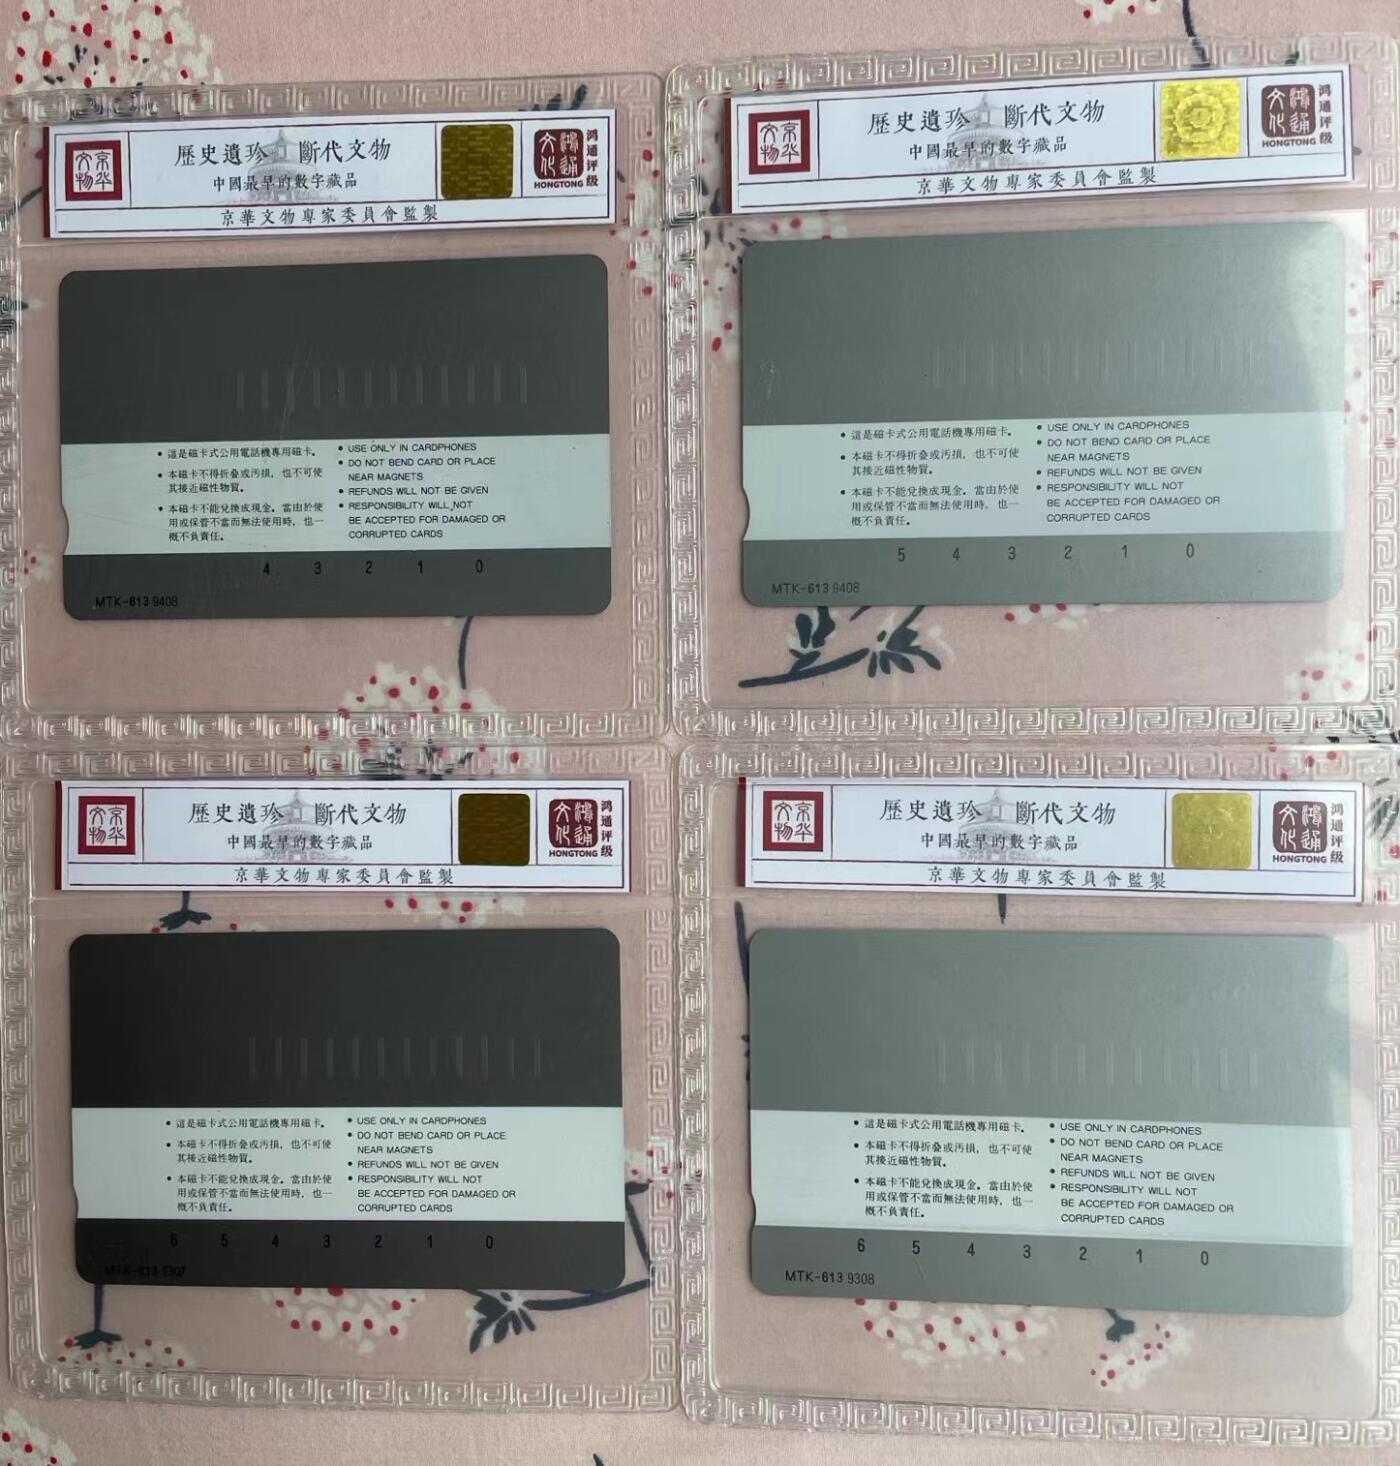 京华
文物
歷史遺珍 斷代文物
中國最早的數字藏品
京華文物專家委員會監製
鴻通
文化
HONGTONG
鸿通评级
• 這是磁卡式公用電話機專用磁卡。
• 本磁卡不得折叠或汚損，也不可使
其接近磁性物質。
• 本磁卡不能兌換成現金。當由於使
用或保管不當而無法使用時，也一
概不負責任。
• USE ONLY IN CARDPHONES
• DO NOT BEND CARD OR PLACE
NEAR MAGNETS
• REFUNDS WILL NOT BE GIVEN
• RESPONSIBILITY WILL NOT
BE ACCEPTED FOR DAMAGED OR
CORRUPTED CARDS
4 3 2 1 0
MTK-613 9408
京华
文物
歷史遺珍 斷代文物
中國最早的數字藏品
京華文物專家委員會監製
鴻通
文化
HONGTONG
鸿通评级
• 這是磁卡式公用電話機專用磁卡。
• 本磁卡不得折叠或汚損，也不可使
其接近磁性物質。
• 本磁卡不能兌換成現金。當由於使
用或保管不當而無法使用時，也一
概不負責任。
• USE ONLY IN CARDPHONES
• DO NOT BEND CARD OR PLACE
NEAR MAGNETS
• REFUNDS WILL NOT BE GIVEN
• RESPONSIBILITY WILL NOT
BE ACCEPTED FOR DAMAGED OR
CORRUPTED CARDS
5 4 3 2 1 0
MTK-613 9408
京华
文物
歷史遺珍 斷代文物
中國最早的數字藏品
京華文物專家委員會監製
鴻通
文化
HONGTONG
鸿通评级
• 這是磁卡式公用電話機專用磁卡。
• 本磁卡不得折叠或汚損，也不可使
其接近磁性物質。
• 本磁卡不能兌換成現金。當由於使
用或保管不當而無法使用時，也一
概不負責任。
• USE ONLY IN CARDPHONES
• DO NOT BEND CARD OR PLACE
NEAR MAGNETS
• REFUNDS WILL NOT BE GIVEN
• RESPONSIBILITY WILL NOT
BE ACCEPTED FOR DAMAGED OR
CORRUPTED CARDS
6 5 4 3 2 1 0
MTK-613 9307
京华
文物
歷史遺珍 斷代文物
中國最早的數字藏品
京華文物專家委員會監製
鴻通
文化
HONGTONG
鸿通评级
• 這是磁卡式公用電話機專用磁卡。
• 本磁卡不得折叠或汚損，也不可使
其接近磁性物質。
• 本磁卡不能兌換成現金。當由於使
用或保管不當而無法使用時，也一
概不負責任。
• USE ONLY IN CARDPHONES
• DO NOT BEND CARD OR PLACE
NEAR MAGNETS
• REFUNDS WILL NOT BE GIVEN
• RESPONSIBILITY WILL NOT
BE ACCEPTED FOR DAMAGED OR
CORRUPTED CARDS
6 5 4 3 2 1 0
MTK-613 9308